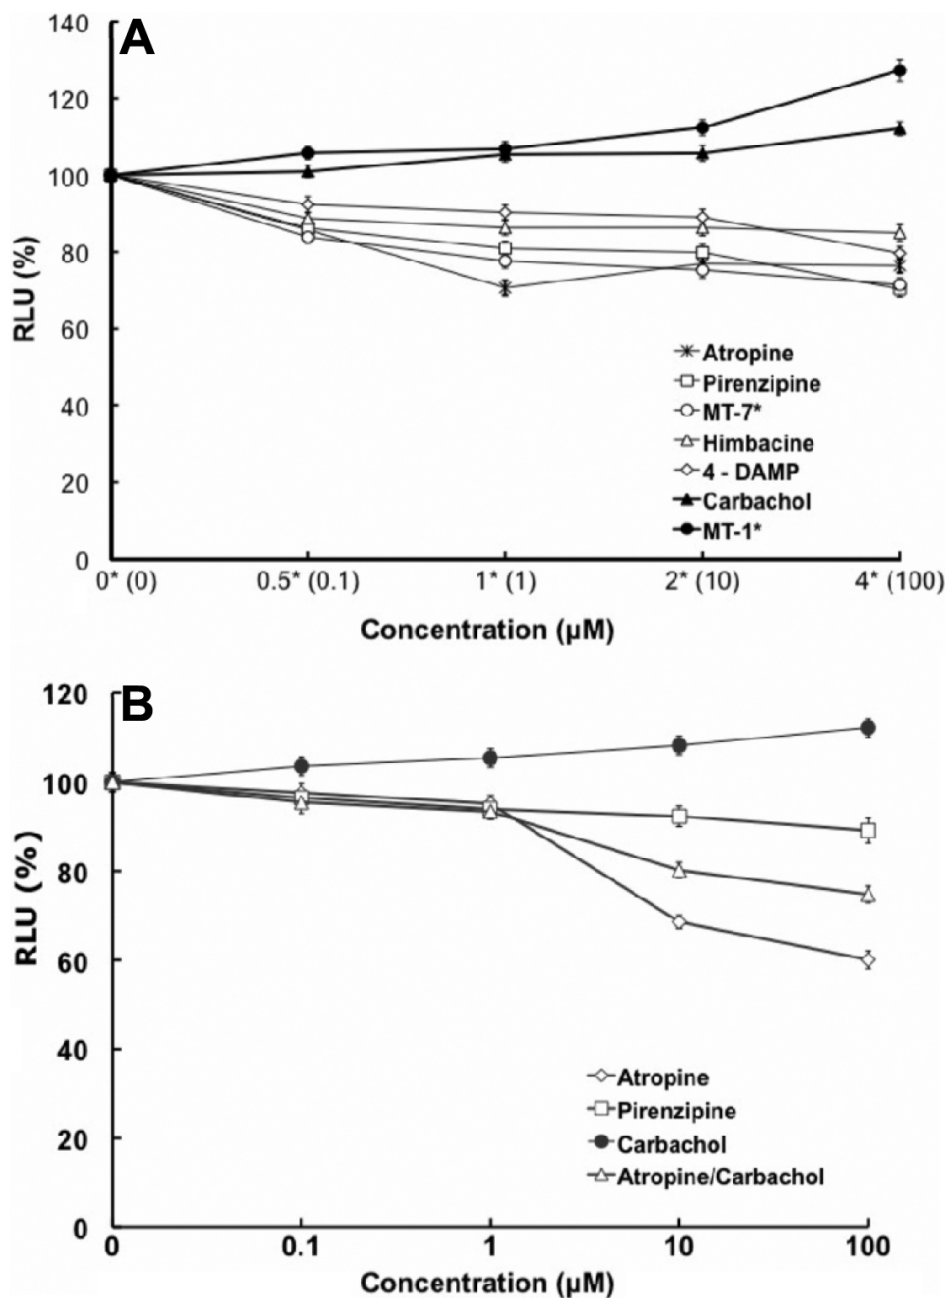 A
140
120
100
80
60
40
20
0
RLU (%)
Atropine
Pirenzipine
MT-7*
Himbacine
4 - DAMP
Carbachol
MT-1*
0* (0) 0.5* (0.1) 1* (1) 2* (10) 4* (100)
Concentration (µM)
B
120
100
80
60
40
20
0
RLU (%)
Atropine
Pirenzipine
Carbachol
Atropine/Carbachol
0 0.1 1 10 100
Concentration (µM)